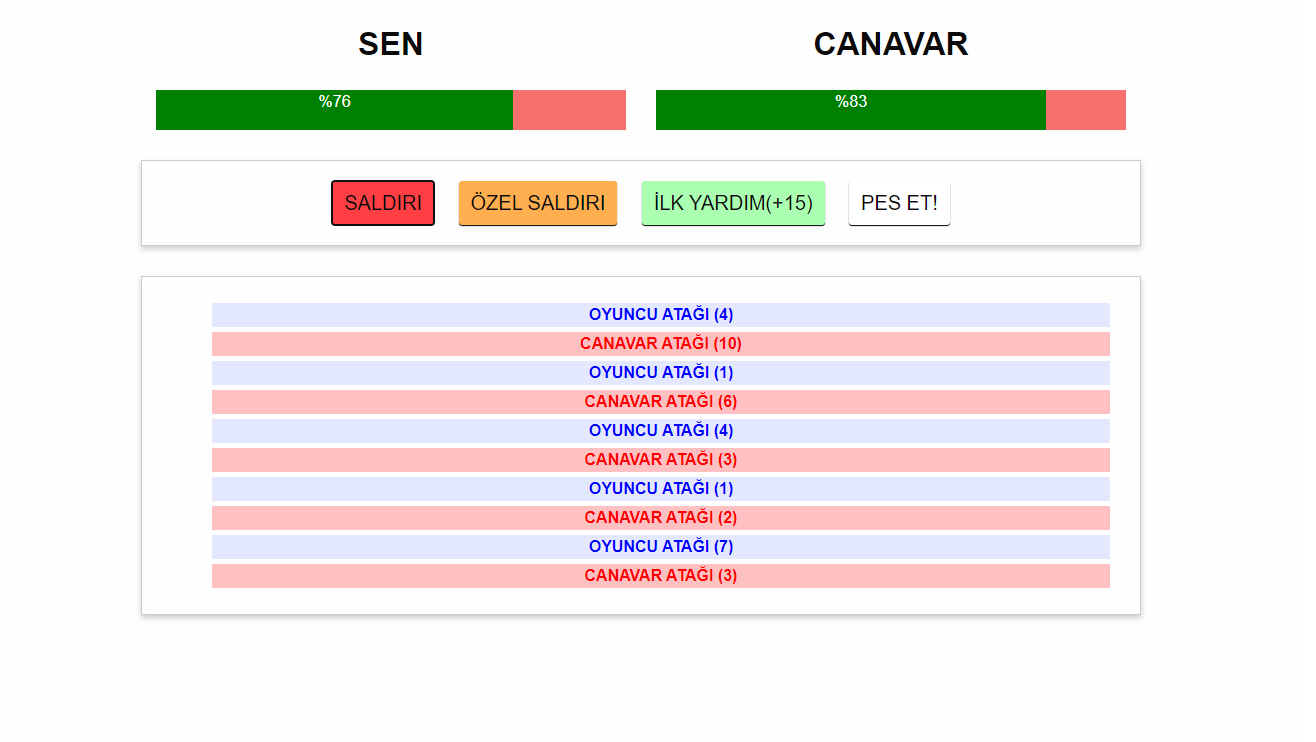 SEN
CANAVAR
%76
%83
SALDIRI
ÖZEL SALDIRI
İLK YARDIM(+15)
PES ET!
OYUNCU ATAĞI (4)
CANAVAR ATAĞI (10)
OYUNCU ATAĞI (1)
CANAVAR ATAĞI (6)
OYUNCU ATAĞI (4)
CANAVAR ATAĞI (3)
OYUNCU ATAĞI (1)
CANAVAR ATAĞI (2)
OYUNCU ATAĞI (7)
CANAVAR ATAĞI (3)